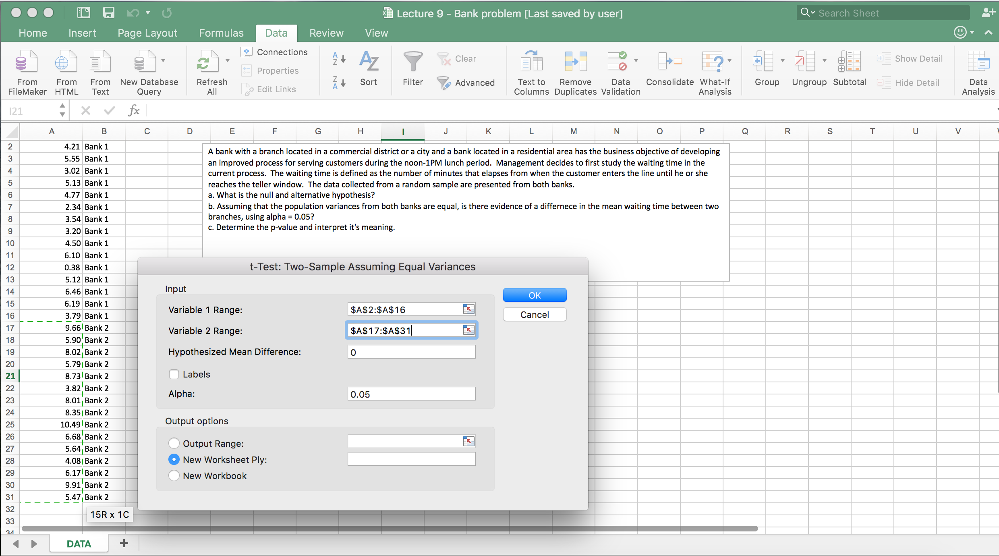 Lecture 9 - Bank problem [Last saved by user]
Search Sheet
Home Insert Page Layout Formulas Data Review View
From FileMaker
From HTML
From Text
New Database Query
Refresh All
Connections
Properties
Edit Links
A Z
Z A
AZ
Sort
Filter
Clear
Advanced
Text to Columns
Remove Duplicates
Data Validation
Consolidate
What-If Analysis
Group
Ungroup
Subtotal
Show Detail
Hide Detail
Data Analysis
I21
fx
A B C D E F G H I J K L M N O P Q R S T U V
2 4.21 Bank 1
3 5.55 Bank 1
4 3.02 Bank 1
5 5.13 Bank 1
6 4.77 Bank 1
7 2.34 Bank 1
8 3.54 Bank 1
9 3.20 Bank 1
10 4.50 Bank 1
11 6.10 Bank 1
12 0.38 Bank 1
13 5.12 Bank 1
14 6.46 Bank 1
15 6.19 Bank 1
16 3.79 Bank 1
17 9.66 Bank 2
18 5.90 Bank 2
19 8.02 Bank 2
20 5.79 Bank 2
21 8.73 Bank 2
22 3.82 Bank 2
23 8.01 Bank 2
24 8.35 Bank 2
25 10.49 Bank 2
26 6.68 Bank 2
27 5.64 Bank 2
28 4.08 Bank 2
29 6.17 Bank 2
30 9.91 Bank 2
31 5.47 Bank 2
32
33
34
A bank with a branch located in a commercial district or a city and a bank located in a residential area has the business objective of developing
an improved process for serving customers during the noon-1PM lunch period. Management decides to first study the waiting time in the
current process. The waiting time is defined as the number of minutes that elapses from when the customer enters the line until he or she
reaches the teller window. The data collected from a random sample are presented from both banks.
a. What is the null and alternative hypothesis?
b. Assuming that the population variances from both banks are equal, is there evidence of a differnece in the mean waiting time between two
branches, using alpha = 0.05?
c. Determine the p-value and interpret it's meaning.
t-Test: Two-Sample Assuming Equal Variances
Input
Variable 1 Range: $A$2:$A$16
Variable 2 Range: $A$17:$A$31
Hypothesized Mean Difference: 0
Labels
Alpha: 0.05
OK
Cancel
Output options
Output Range:
New Worksheet Ply:
New Workbook
15R x 1C
DATA +